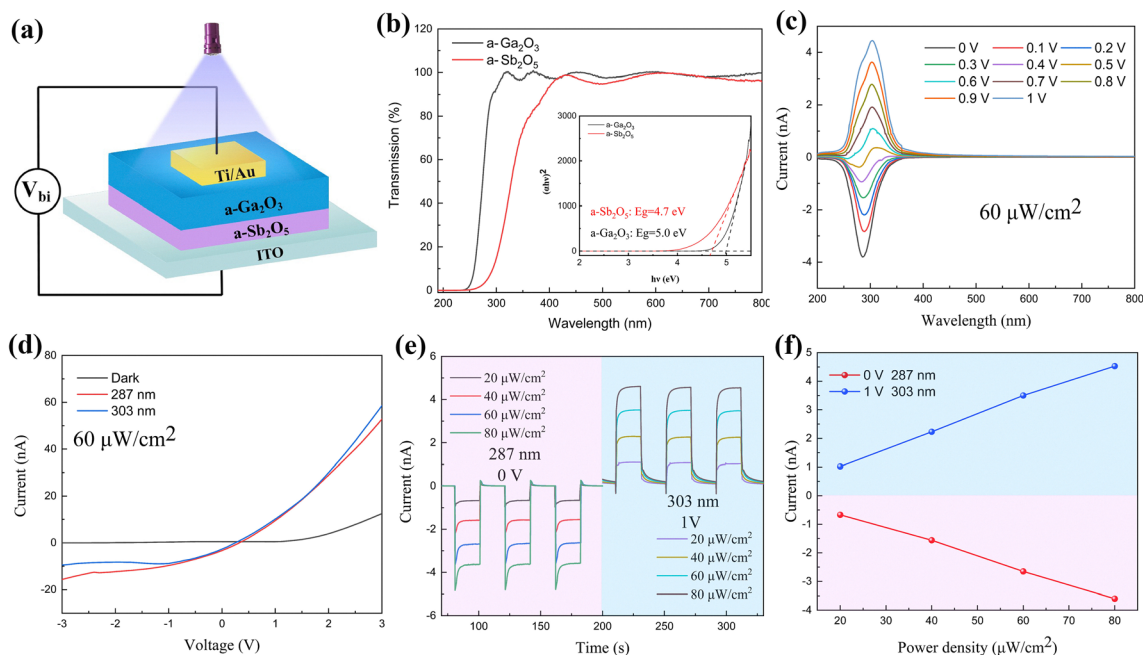 (a)
V_bi
Ti/Au
a-Ga₂O₃
a-Sb₂O₅
ITO
(b)
a-Ga₂O₃
a-Sb₂O₅
Transmission (%)
120
100
80
60
40
20
0
200 300 400 500 600 700 800
Wavelength (nm)
a-Ga₂O₃
a-Sb₂O₅
(αhν)²
3000
2000
1000
0
a-Sb₂O₅: Eg=4.7 eV
a-Ga₂O₃: Eg=5.0 eV
2 3 4 5
hν (eV)
(c)
0 V 0.1 V 0.2 V
0.3 V 0.4 V 0.5 V
0.6 V 0.7 V 0.8 V
0.9 V 1 V
60 μW/cm²
Current (nA)
4
2
0
-2
-4
200 300 400 500 600 700 800
Wavelength (nm)
(d)
Dark
287 nm
303 nm
60 μW/cm²
Current (nA)
80
60
40
20
0
-20
-3 -2 -1 0 1 2 3
Voltage (V)
(e)
20 μW/cm²
40 μW/cm²
60 μW/cm²
80 μW/cm²
287 nm
0 V
303 nm
1V
20 μW/cm²
40 μW/cm²
60 μW/cm²
80 μW/cm²
Current (nA)
6
4
2
0
-2
-4
-6
100 150 200 250 300
Time (s)
(f)
0 V 287 nm
1 V 303 nm
Current (nA)
5
4
3
2
1
0
-1
-2
-3
-4
20 30 40 50 60 70 80
Power density (μW/cm²)